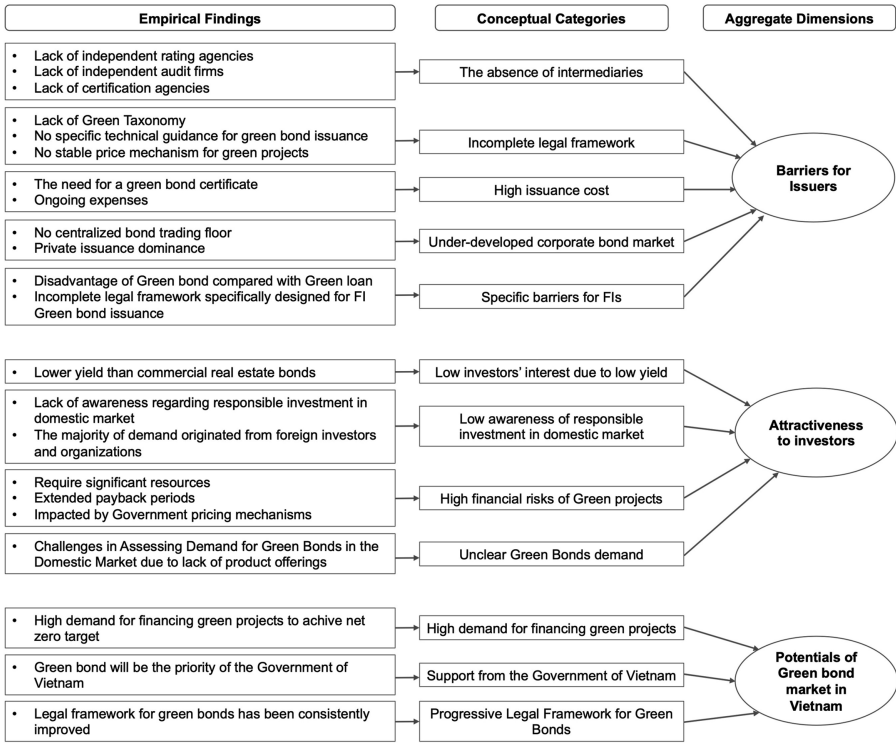 Empirical Findings
Conceptual Categories
Aggregate Dimensions
• Lack of independent rating agencies
• Lack of independent audit firms
• Lack of certification agencies
The absence of intermediaries
• Lack of Green Taxonomy
• No specific technical guidance for green bond issuance
• No stable price mechanism for green projects
Incomplete legal framework
• The need for a green bond certificate
• Ongoing expenses
High issuance cost
• No centralized bond trading floor
• Private issuance dominance
Under-developed corporate bond market
• Disadvantage of Green bond compared with Green loan
• Incomplete legal framework specifically designed for FI
Green bond issuance
Specific barriers for FIs
Barriers for
Issuers
• Lower yield than commercial real estate bonds
Low investors' interest due to low yield
• Lack of awareness regarding responsible investment in
domestic market
• The majority of demand originated from foreign investors
and organizations
Low awareness of responsible
investment in domestic market
• Require significant resources
• Extended payback periods
• Impacted by Government pricing mechanisms
High financial risks of Green projects
• Challenges in Assessing Demand for Green Bonds in the
Domestic Market due to lack of product offerings
Unclear Green Bonds demand
Attractiveness
to investors
• High demand for financing green projects to achieve net
zero target
High demand for financing green projects
• Green bond will be the priority of the Government of
Vietnam
Support from the Government of Vietnam
• Legal framework for green bonds has been consistently
improved
Progressive Legal Framework for Green
Bonds
Potentials of
Green bond
market in
Vietnam